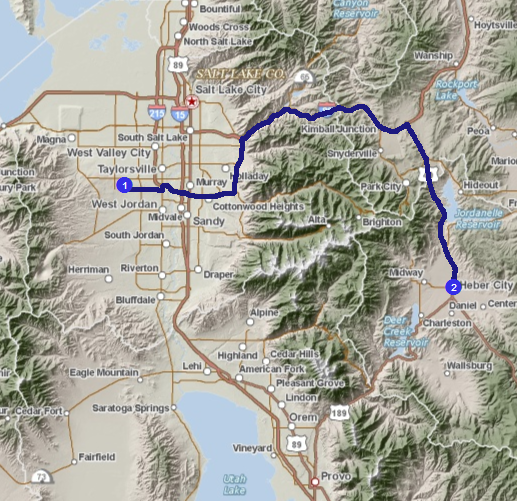 Bountiful
Canyon
Reservoir
Hoytsville
Woods Cross
North Salt Lake
Wanship
89
SALT LAKE CO.
65
Rockport
Lake
Salt Lake City
215
15
Magna
South Salt Lake
Kimball Junction
Peoa
West Valley City
Snyderville
Marion
Taylorsville
Holladay
unction
ury Park
1
Murray
Park City
Hideout
Francis
West Jordan
Cottonwood Heights
Jordanelle
Reservoir
Midvale
Sandy
Alta
Brighton
South Jordan
Herriman
Riverton
Draper
Midway
2
Heber City
Bluffdale
Daniel
Center
Alpine
Deer
Creek
Reservoir
Charleston
Highland
Cedar Hills
Wallsburg
Eagle Mountain
Lehi
American Fork
Pleasant Grove
Lindon
Cedar Fort
Saratoga Springs
Orem
189
89
Vineyard
Fairfield
73
Utah
Lake
Provo